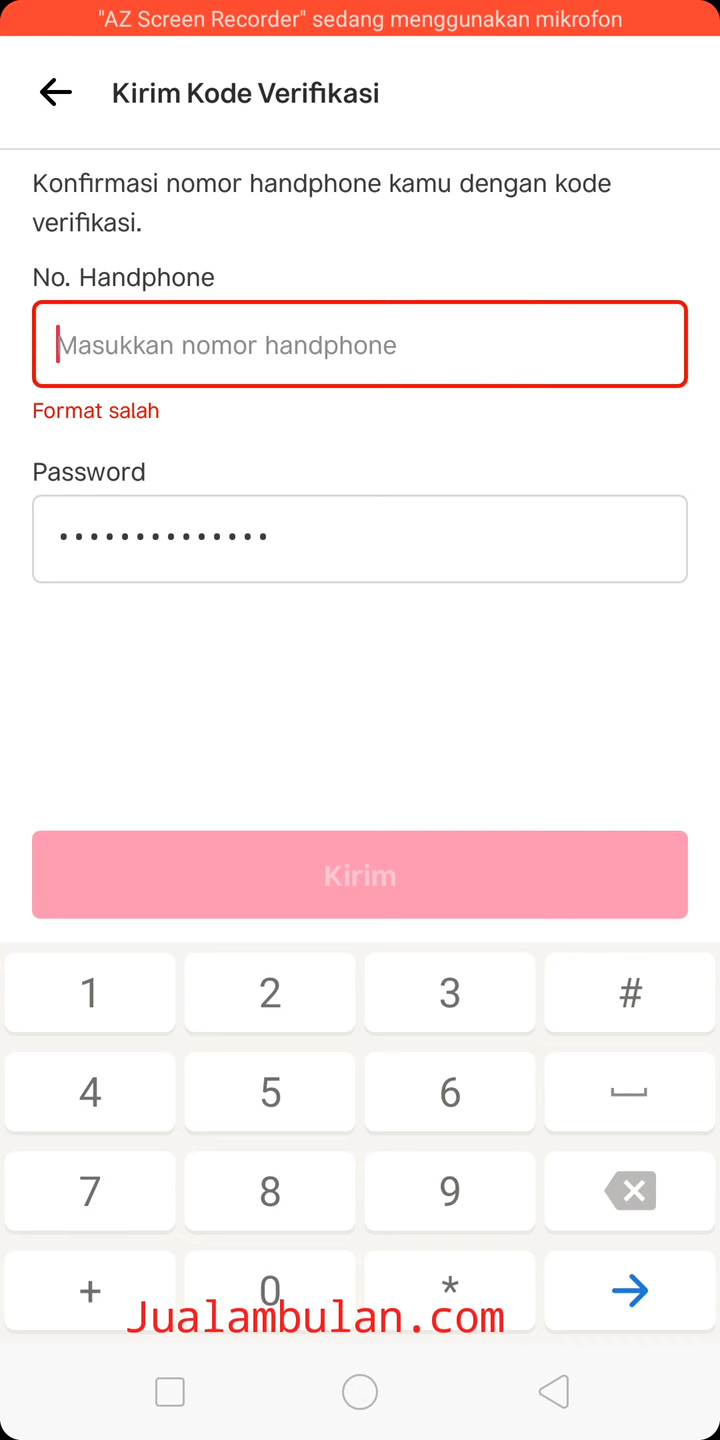 "AZ Screen Recorder" sedang menggunakan mikrofon
Kirim Kode Verifikasi
Konfirmasi nomor handphone kamu dengan kode
verifikasi.
No. Handphone
Masukkan nomor handphone
Format salah
Password
••••••••••••••
Kirim
1 2 3 #
4 5 6
7 8 9
+ 0 *
Jualambulan.com